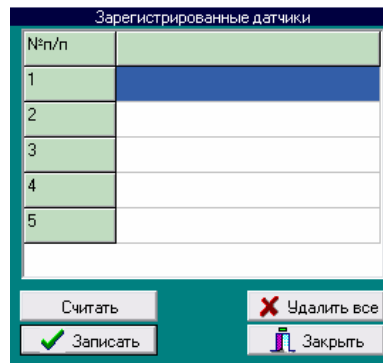 Зарегистрированные датчики
№п/п
1
2
3
4
5
Считать
Удалить все
Записать
Закрыть